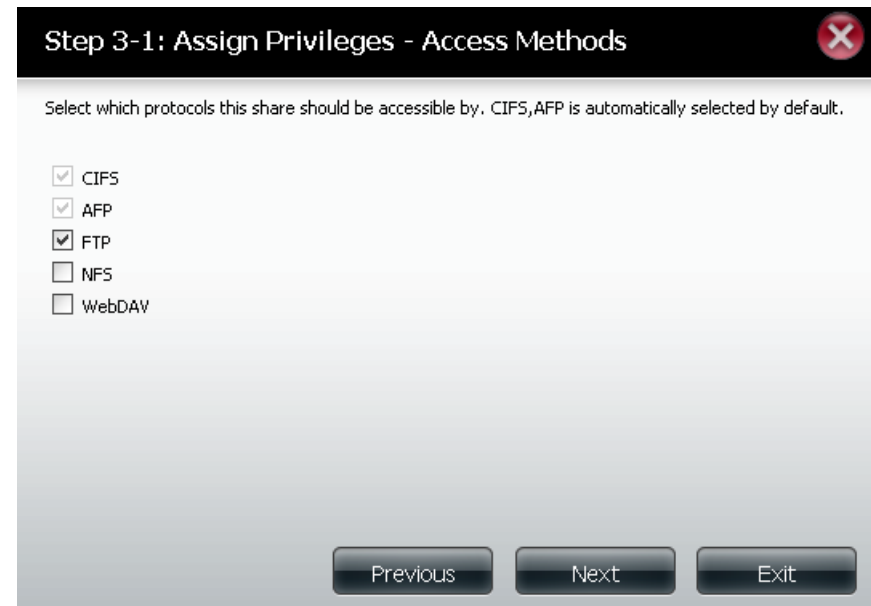 Step 3-1: Assign Privileges - Access Methods
Select which protocols this share should be accessible by. CIFS,AFP is automatically selected by default.
CIFS
AFP
FTP
NFS
WebDAV
Previous Next Exit